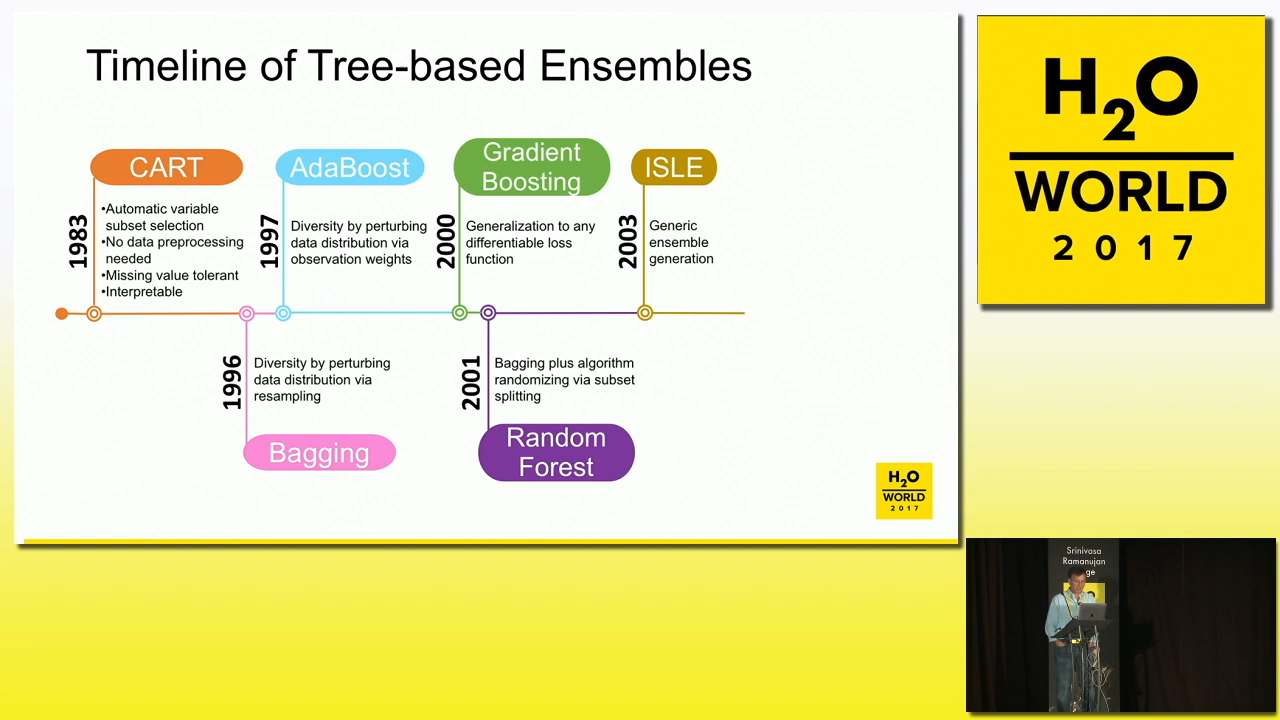 Timeline of Tree-based Ensembles
CART
1983
•Automatic variable
subset selection
•No data preprocessing
needed
•Missing value tolerant
•Interpretable
AdaBoost
1997
Diversity by perturbing
data distribution via
observation weights
Gradient
Boosting
2000
Generalization to any
differentiable loss
function
ISLE
2003
Generic
ensemble
generation
1996
Diversity by perturbing
data distribution via
resampling
Bagging
2001
Bagging plus algorithm
randomizing via subset
splitting
Random
Forest
H2O
WORLD
2017
H2O
WORLD
2017
Srinivasa
Ramanujan